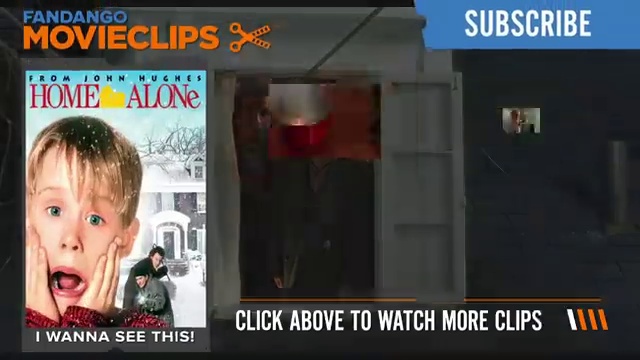 FANDANGO
MOVIECLIPS
SUBSCRIBE
FROM JOHN HUGHES
HOME ALONe
I WANNA SEE THIS!
CLICK ABOVE TO WATCH MORE CLIPS